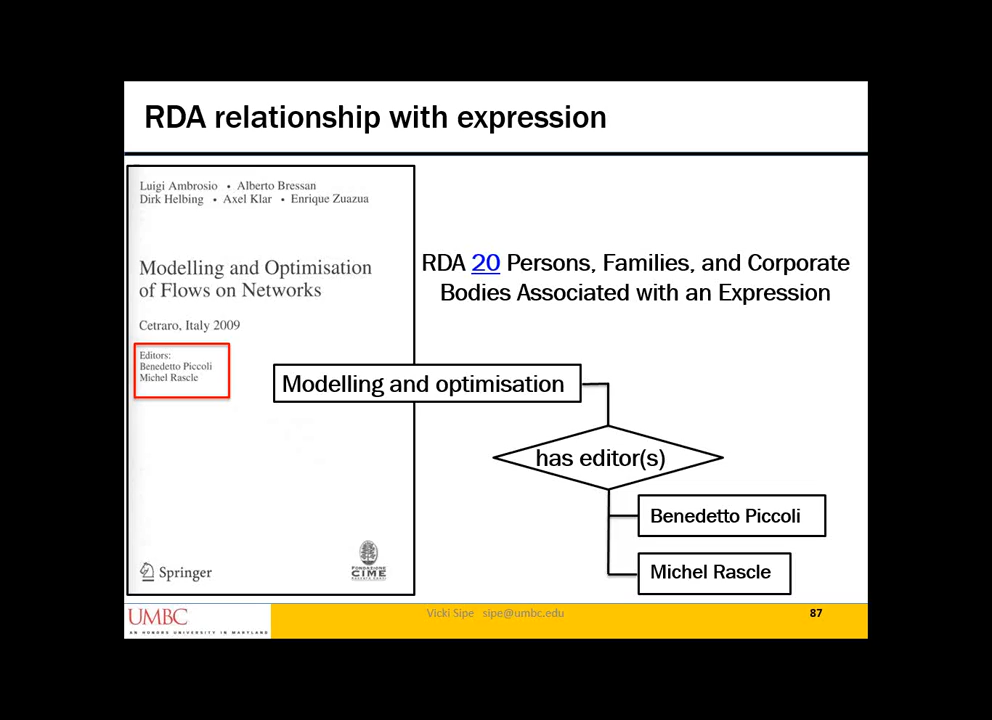 RDA relationship with expression
Luigi Ambrosio • Alberto Bressan
Dirk Helbing • Axel Klar • Enrique Zuazua
Modelling and Optimisation
of Flows on Networks
Cetraro, Italy 2009
Editors:
Benedetto Piccoli
Michel Rascle
Springer
FONDAZIONE
CIME
RDA 20 Persons, Families, and Corporate
Bodies Associated with an Expression
Modelling and optimisation
has editor(s)
Benedetto Piccoli
Michel Rascle
UMBC
AN HONORS UNIVERSITY IN MARYLAND
Vicki Sipe sipe@umbc.edu
87